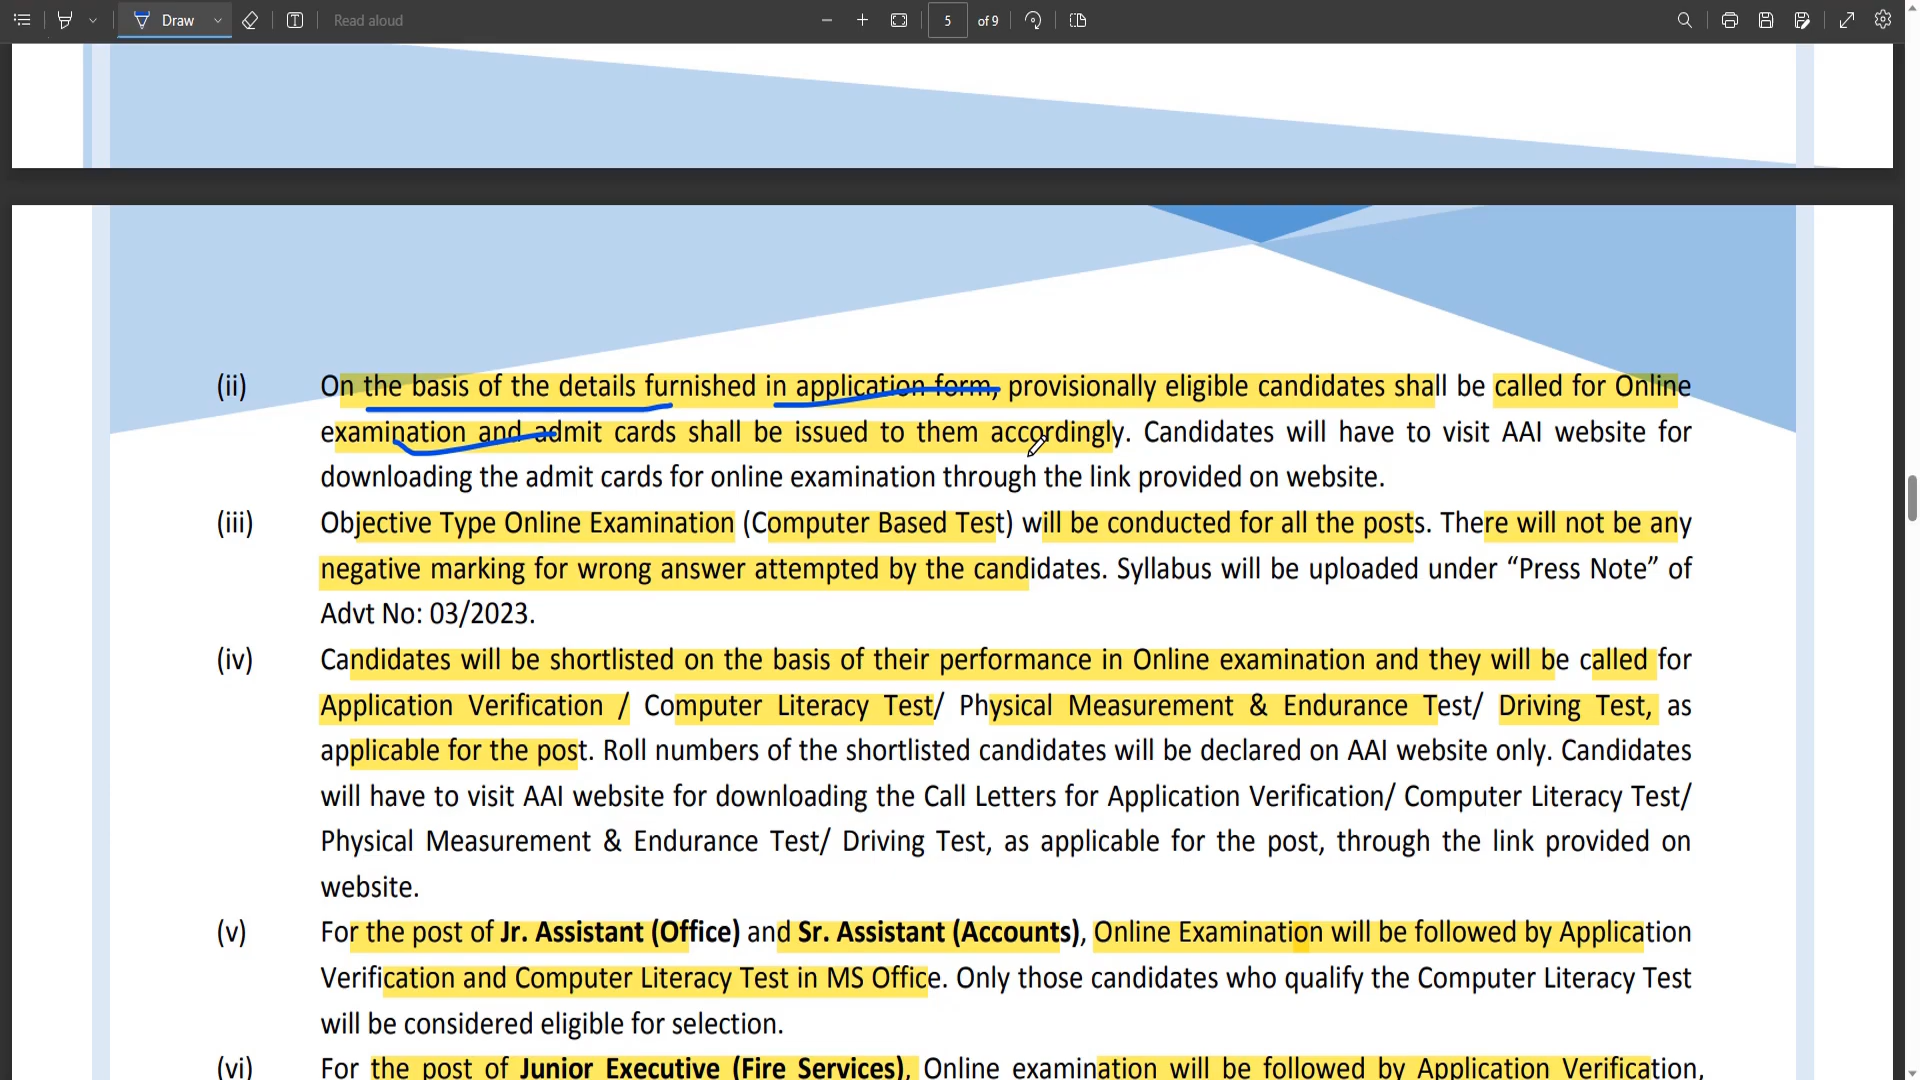 Draw
Read aloud
5 of 9
(ii) On the basis of the details furnished in application form, provisionally eligible candidates shall be called for Online
examination and admit cards shall be issued to them accordingly. Candidates will have to visit AAI website for
downloading the admit cards for online examination through the link provided on website.
(iii) Objective Type Online Examination (Computer Based Test) will be conducted for all the posts. There will not be any
negative marking for wrong answer attempted by the candidates. Syllabus will be uploaded under “Press Note” of
Advt No: 03/2023.
(iv) Candidates will be shortlisted on the basis of their performance in Online examination and they will be called for
Application Verification / Computer Literacy Test/ Physical Measurement & Endurance Test/ Driving Test, as
applicable for the post. Roll numbers of the shortlisted candidates will be declared on AAI website only. Candidates
will have to visit AAI website for downloading the Call Letters for Application Verification/ Computer Literacy Test/
Physical Measurement & Endurance Test/ Driving Test, as applicable for the post, through the link provided on
website.
(v) For the post of Jr. Assistant (Office) and Sr. Assistant (Accounts), Online Examination will be followed by Application
Verification and Computer Literacy Test in MS Office. Only those candidates who qualify the Computer Literacy Test
will be considered eligible for selection.
(vi) For the post of Junior Executive (Fire Services), Online examination will be followed by Application Verification,